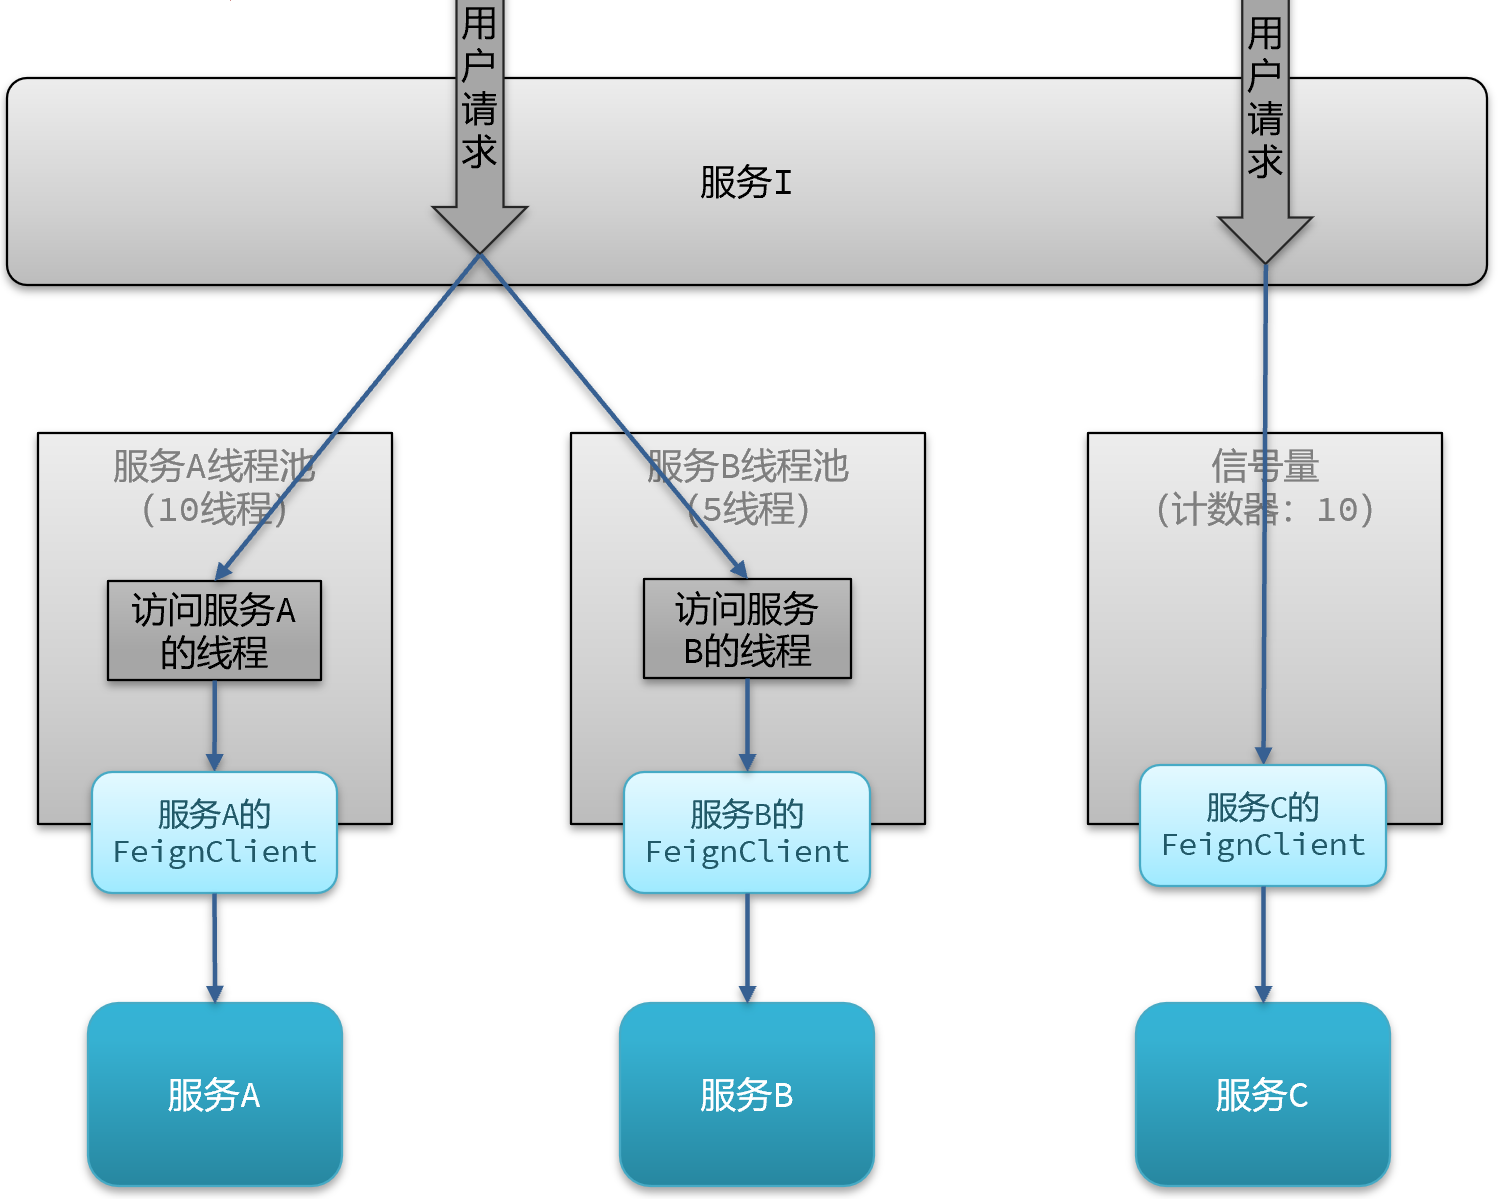 用户请求
用户请求
服务I
服务A线程池
(10线程)
服务B线程池
(5线程)
信号量
(计数器: 10)
访问服务A
的线程
访问服务
B的线程
服务A的
FeignClient
服务B的
FeignClient
服务C的
FeignClient
服务A
服务B
服务C